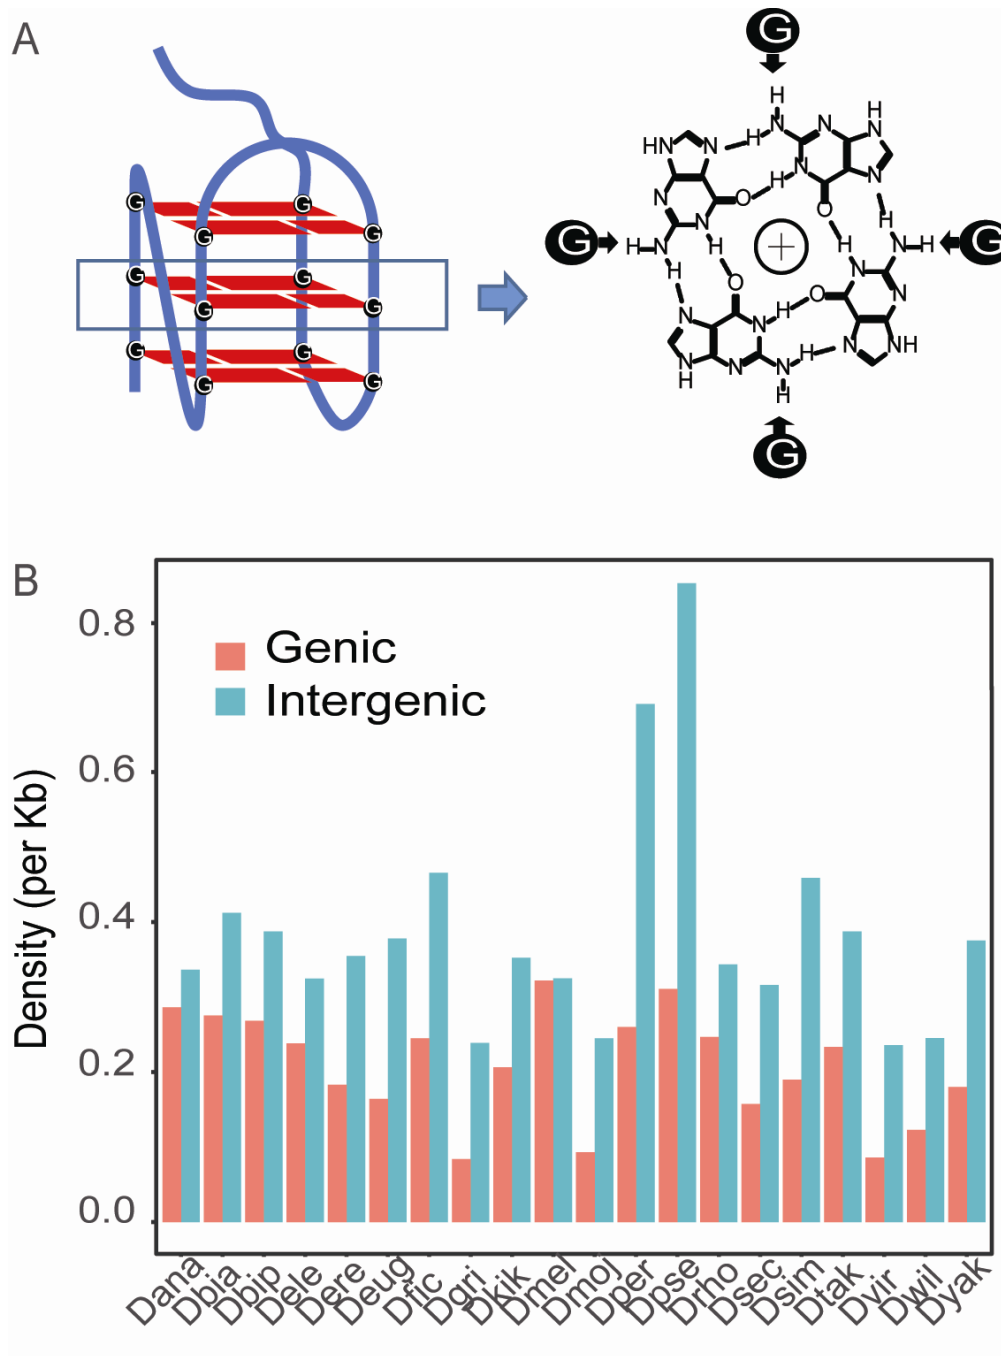 A
G
G
G
G
G
G
G
G
G
G
G
G
G
H
H
N
N
H
N
H
HN
N
N
H
N
O
N
N
O
G
H
N
H
H
N
H
G
H
H
N
N
O
O
N
H
N
N
H
N
N
H
N
NH
H
G
B
Density (per Kb)
0.8
0.6
0.4
0.2
0.0
Genic
Intergenic
Dana
Dbia
Dbip
Dele
Dere
Deug
Dfic
Dgri
Dkik
Dmel
Dmoj
Dper
Dpse
Drho
Dsec
Dsim
Dtak
Dvir
Dwil
Dyak